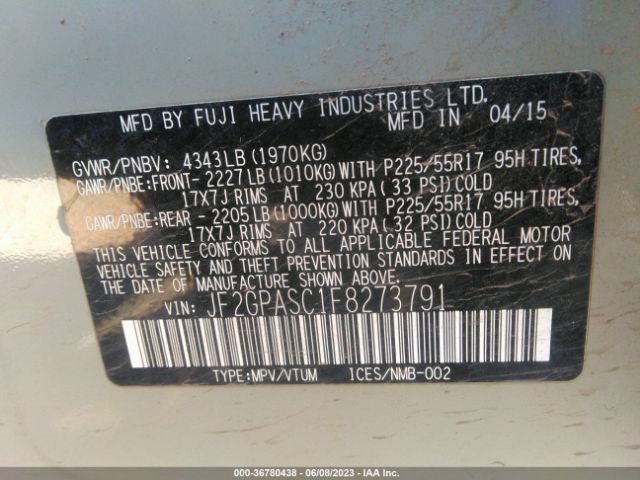 MFD BY FUJI HEAVY INDUSTRIES LTD.
MFD IN 04/15
GVWR/PNBV: 4343LB (1970KG)
GAWR/PNBE:FRONT- 2227 LB (1010KG) WITH P225/55R17 95H TIRES,
17X7J RIMS AT 230 KPA (33 PSI) COLD
GAWR/PNBE:REAR - 2205 LB (1000KG) WITH P225/55R17 95H TIRES,
17X7J RIMS AT 220 KPA (32 PSI) COLD
THIS VEHICLE CONFORMS TO ALL APPLICABLE FEDERAL MOTOR
VEHICLE SAFETY AND THEFT PREVENTION STANDARDS IN EFFECT ON
THE DATE OF MANUFACTURE SHOWN ABOVE.
VIN: JF2GPASC1F8273791
TYPE:MPV/VTUM ICES/NMB-002
000-36780438 - 06/08/2023 - IAA Inc.